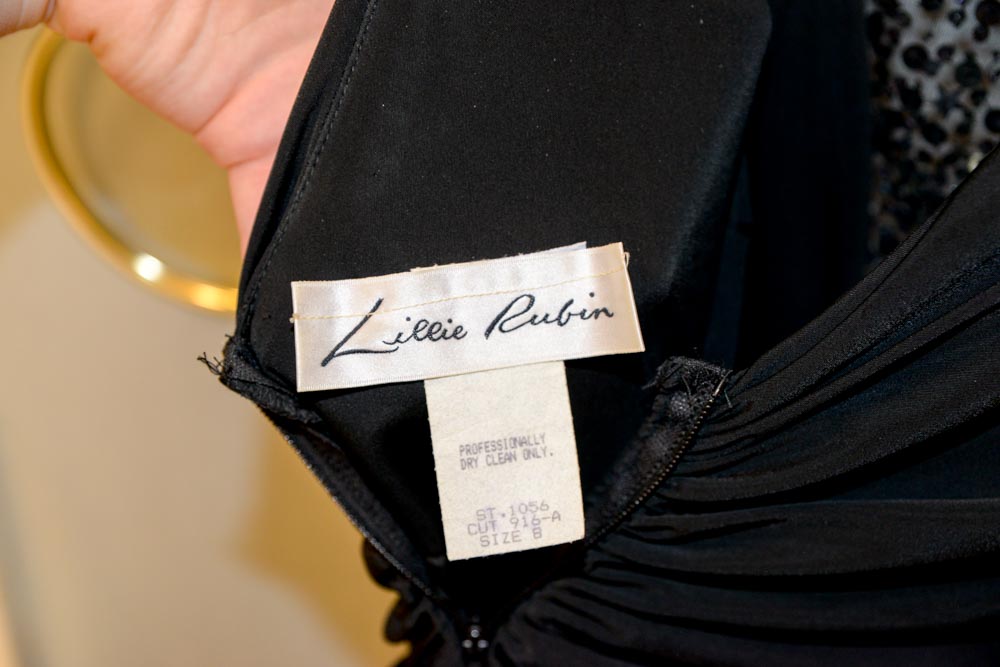 Lillie Rubin
PROFESSIONALLY
DRY CLEAN ONLY.
ST.1056
CUT 916-A
SIZE 8